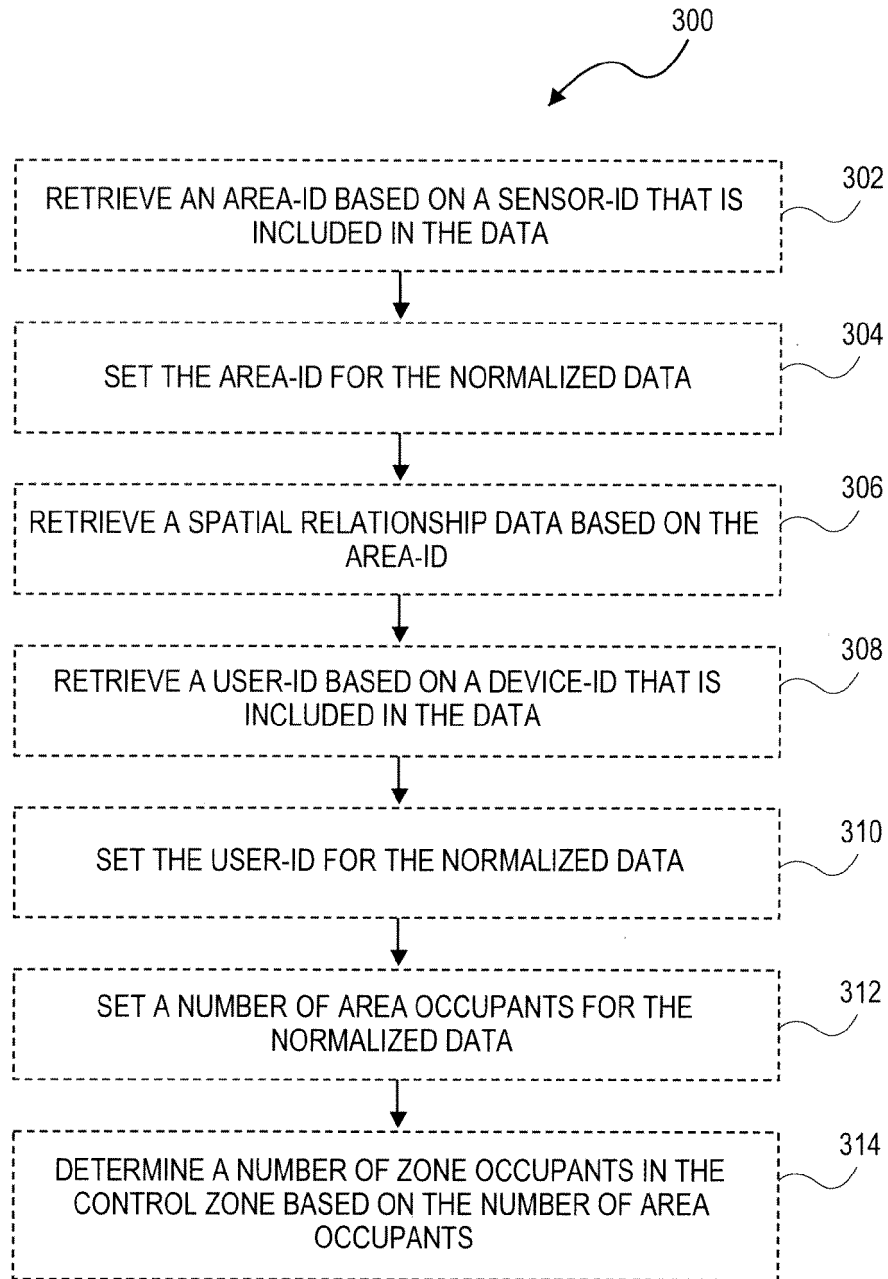 300
RETRIEVE AN AREA-ID BASED ON A SENSOR-ID THAT IS
INCLUDED IN THE DATA
302
SET THE AREA-ID FOR THE NORMALIZED DATA
304
RETRIEVE A SPATIAL RELATIONSHIP DATA BASED ON THE
AREA-ID
306
RETRIEVE A USER-ID BASED ON A DEVICE-ID THAT IS
INCLUDED IN THE DATA
308
SET THE USER-ID FOR THE NORMALIZED DATA
310
SET A NUMBER OF AREA OCCUPANTS FOR THE
NORMALIZED DATA
312
DETERMINE A NUMBER OF ZONE OCCUPANTS IN THE
CONTROL ZONE BASED ON THE NUMBER OF AREA
OCCUPANTS
314